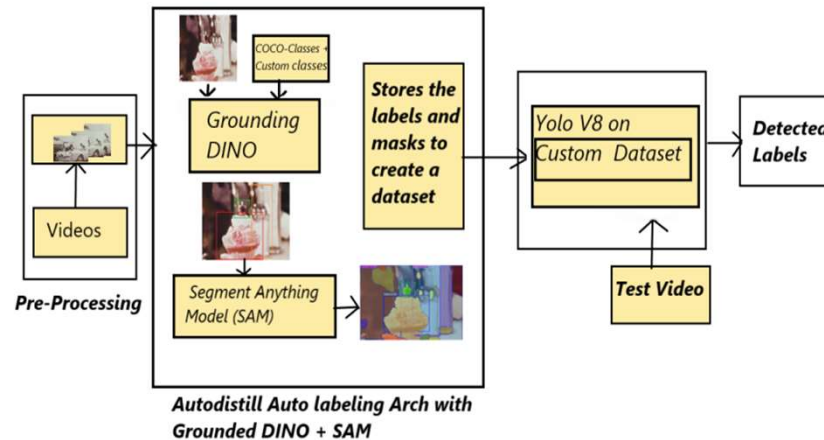 Videos
Pre-Processing
COCO-Classes +
Custom classes
Grounding
DINO
Segment Anything
Model (SAM)
Stores the
labels and
masks to
create a
dataset
Autodistill Auto labeling Arch with
Grounded DINO + SAM
Yolo V8 on
Custom Dataset
Test Video
Detected
Labels